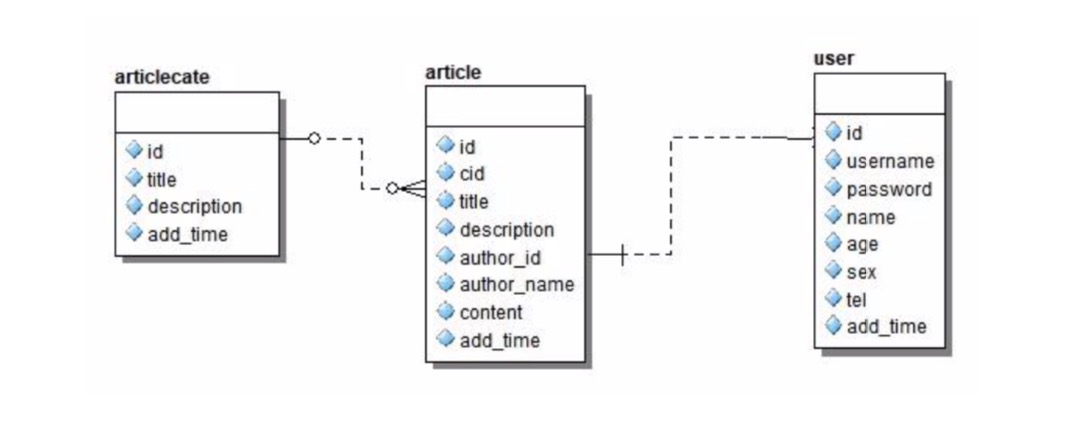 articlecate
id
title
description
add_time
article
id
cid
title
description
author_id
author_name
content
add_time
user
id
username
password
name
age
sex
tel
add_time